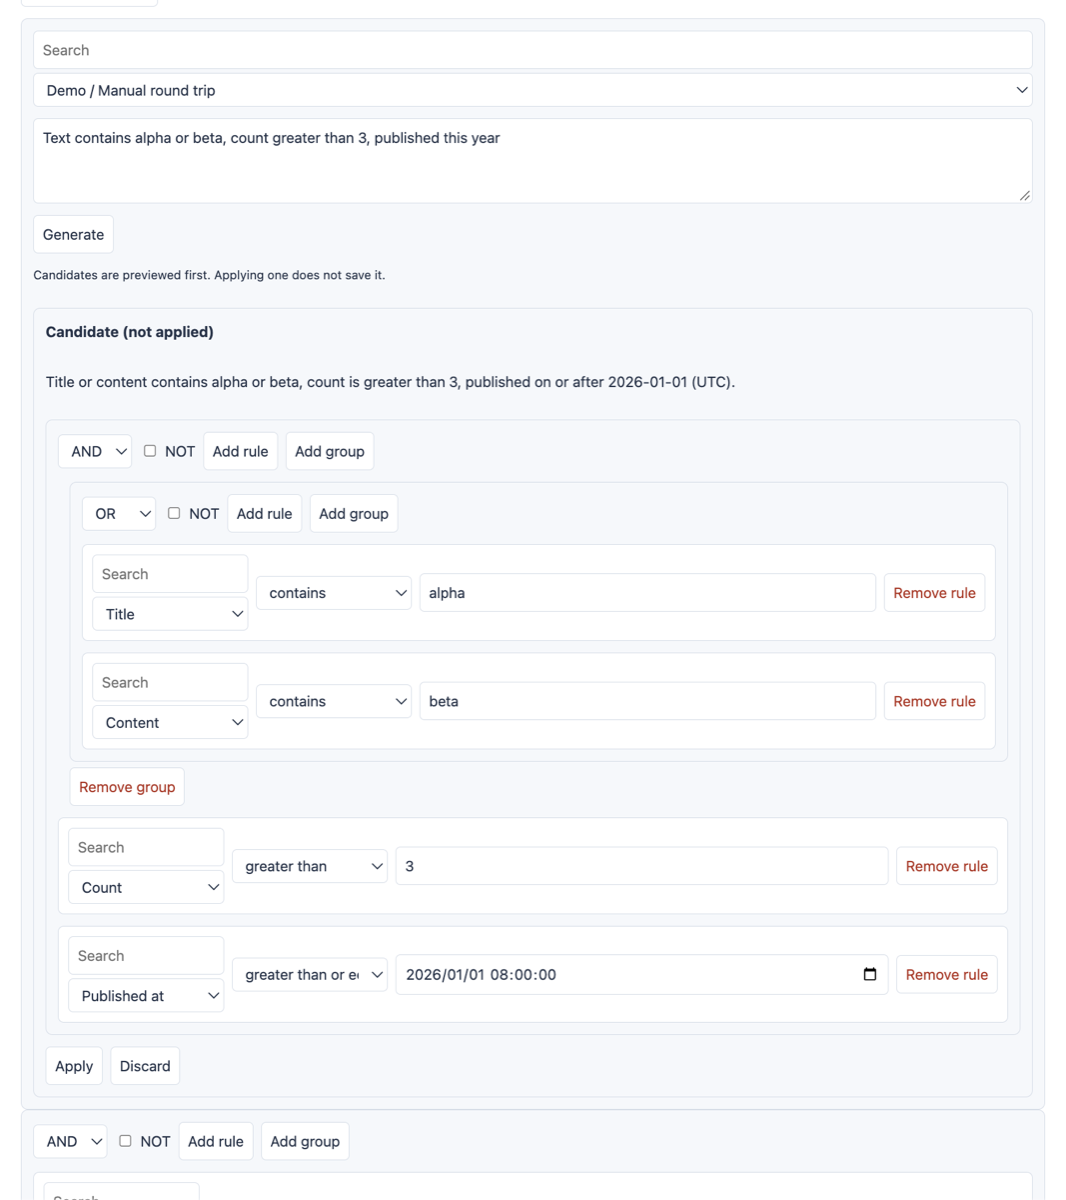 Search
Demo / Manual round trip
Text contains alpha or beta, count greater than 3, published this year
Generate
Candidates are previewed first. Applying one does not save it.
Candidate (not applied)
Title or content contains alpha or beta, count is greater than 3, published on or after 2026-01-01 (UTC).
AND NOT Add rule Add group
OR NOT Add rule Add group
Search
Title contains alpha Remove rule
Search
Content contains beta Remove rule
Remove group
Search
Count greater than 3 Remove rule
Search
Published at greater than or e 2026/01/01 08:00:00 Remove rule
Apply Discard
AND NOT Add rule Add group